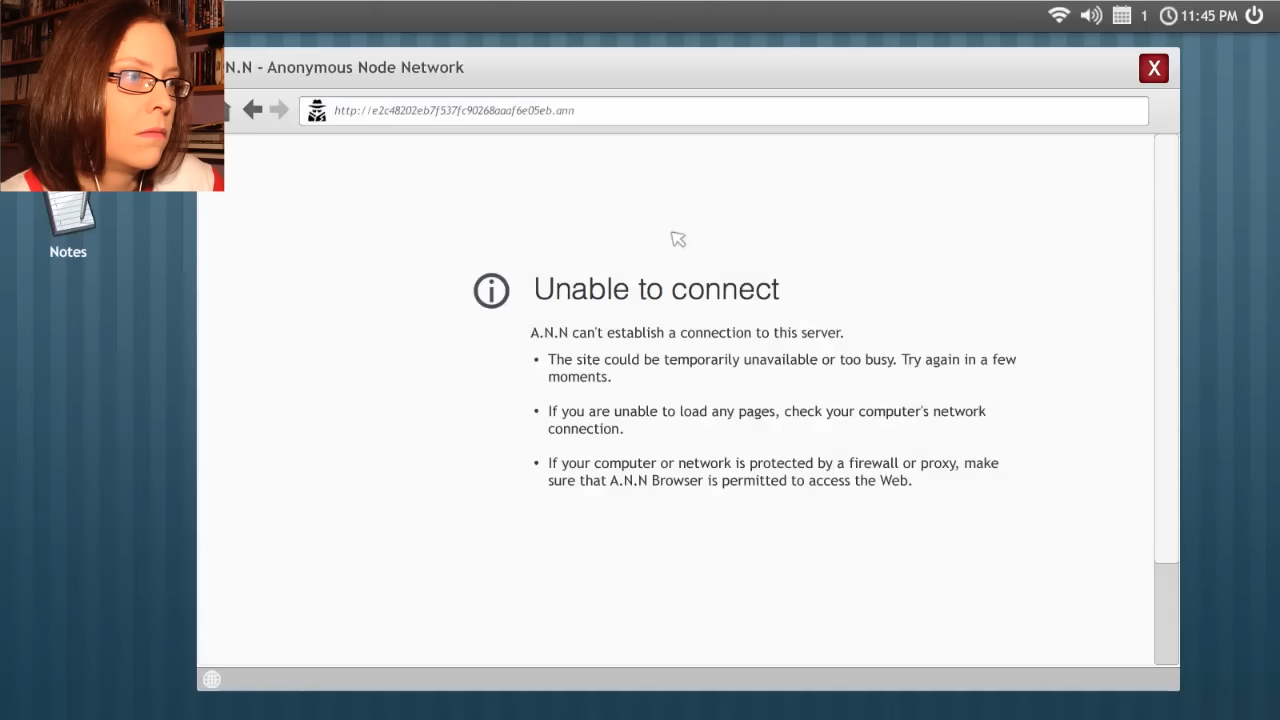 1 11:45 PM
N.N - Anonymous Node Network
X
http://e2c48202eb7f537fc90268aaaf6e05eb.ann
Notes
Unable to connect
A.N.N can't establish a connection to this server.
• The site could be temporarily unavailable or too busy. Try again in a few
moments.
• If you are unable to load any pages, check your computer's network
connection.
• If your computer or network is protected by a firewall or proxy, make
sure that A.N.N Browser is permitted to access the Web.